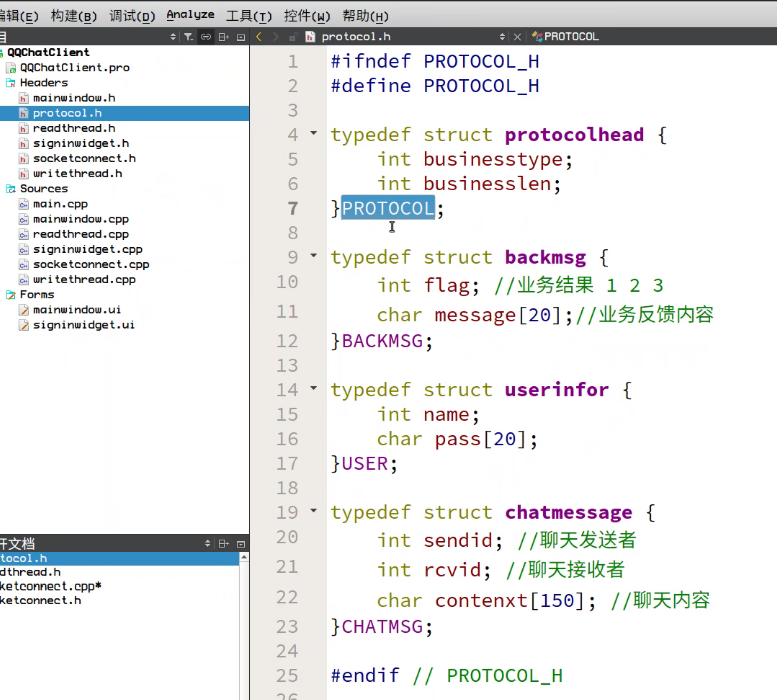 编辑(E) 构建(B) 调试(D) Analyze 工具(T) 控件(W) 帮助(H)
目
protocol.h PROTOCOL
QQChatClient
QQChatClient.pro
Headers
mainwindow.h
protocol.h
readthread.h
signinwidget.h
socketconnect.h
writethread.h
Sources
main.cpp
mainwindow.cpp
readthread.cpp
signinwidget.cpp
socketconnect.cpp
writethread.cpp
Forms
mainwindow.ui
signinwidget.ui
开文档
tocol.h
dthread.h
ketconnect.cpp*
ketconnect.h
1 #ifndef PROTOCOL_H
2 #define PROTOCOL_H
3
4 typedef struct protocolhead {
5 int businesstype;
6 int businesslen;
7 }PROTOCOL;
8
9 typedef struct backmsg {
10 int flag; //业务结果 1 2 3
11 char message[20];//业务反馈内容
12 }BACKMSG;
13
14 typedef struct userinfor {
15 int name;
16 char pass[20];
17 }USER;
18
19 typedef struct chatmessage {
20 int sendid; //聊天发送者
21 int rcvid; //聊天接收者
22 char contenxt[150]; //聊天内容
23 }CHATMSG;
24
25 #endif // PROTOCOL_H
26